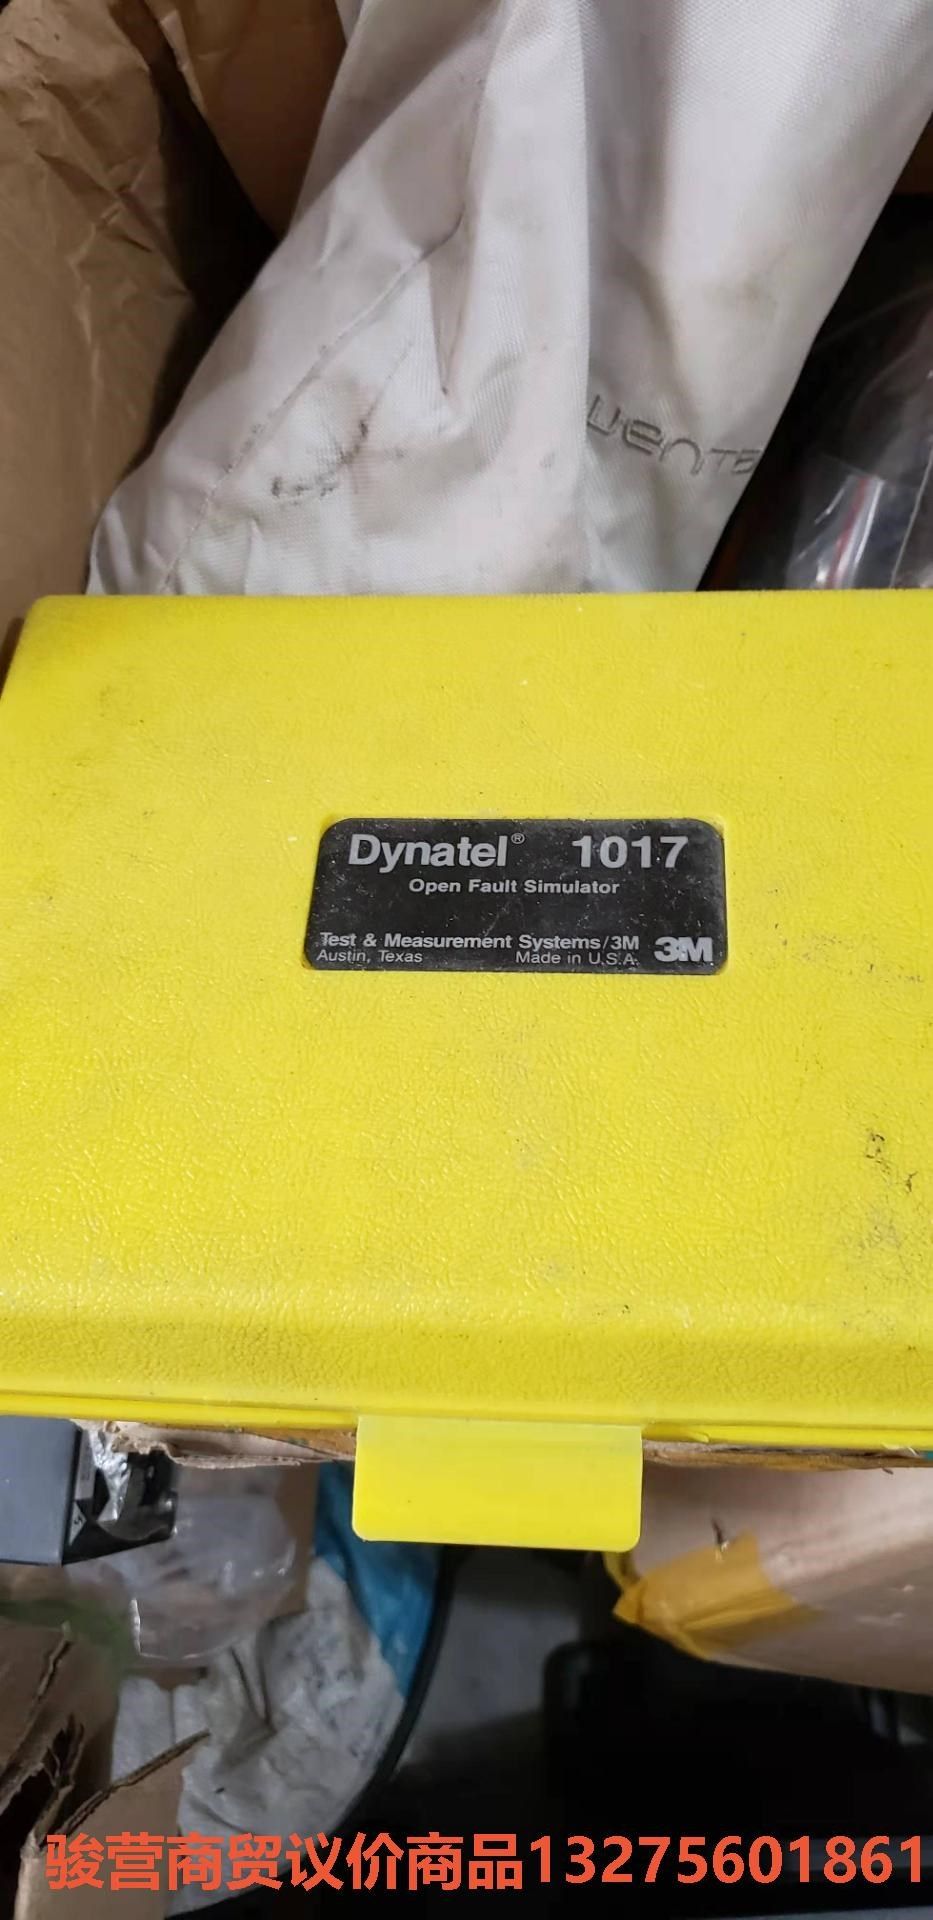 Dynatel® 1017
Open Fault Simulator
Test & Measurement Systems/3M 3M
Austin, Texas Made in U.S.A.
骏营商贸议价商品13275601861